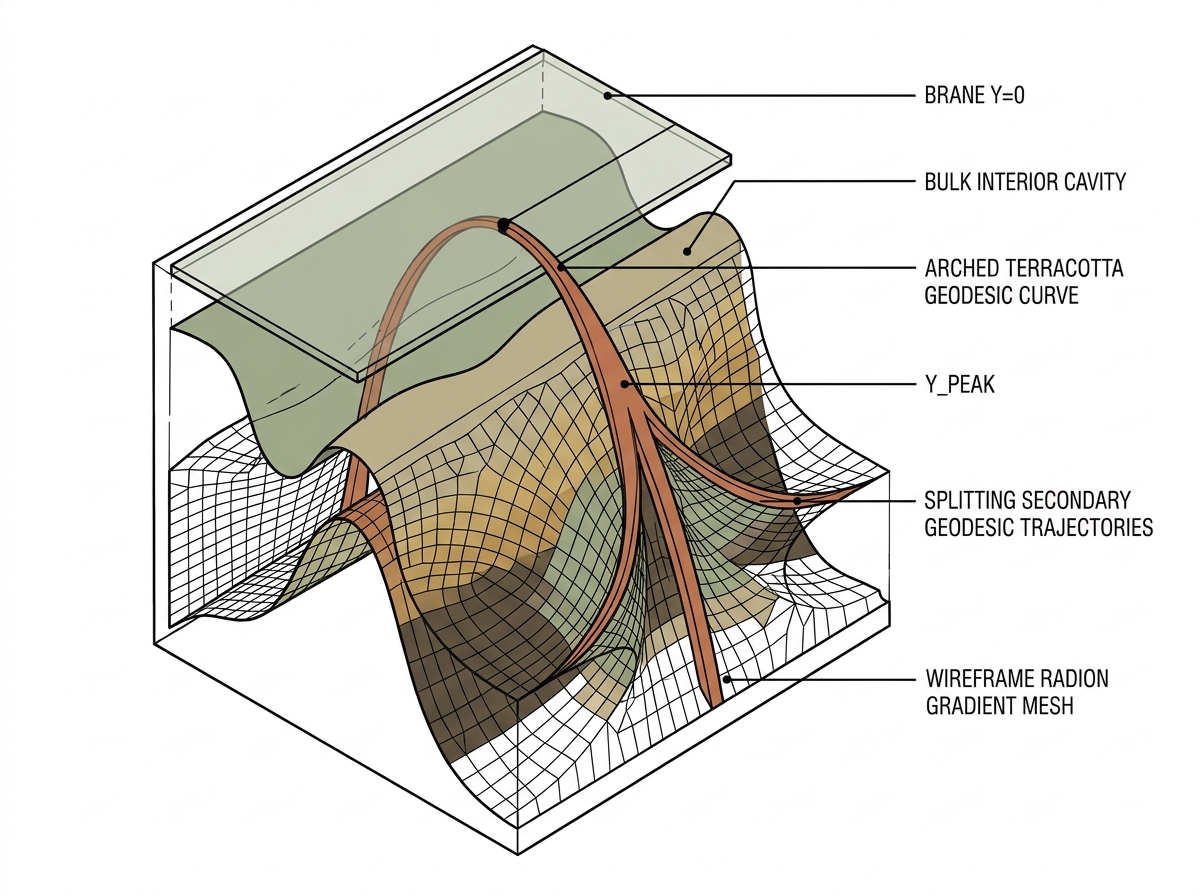 BRANE Y=0
BULK INTERIOR CAVITY
ARCHED TERRACOTTA
GEODESIC CURVE
Y_PEAK
SPLITTING SECONDARY
GEODESIC TRAJECTORIES
WIREFRAME RADION
GRADIENT MESH